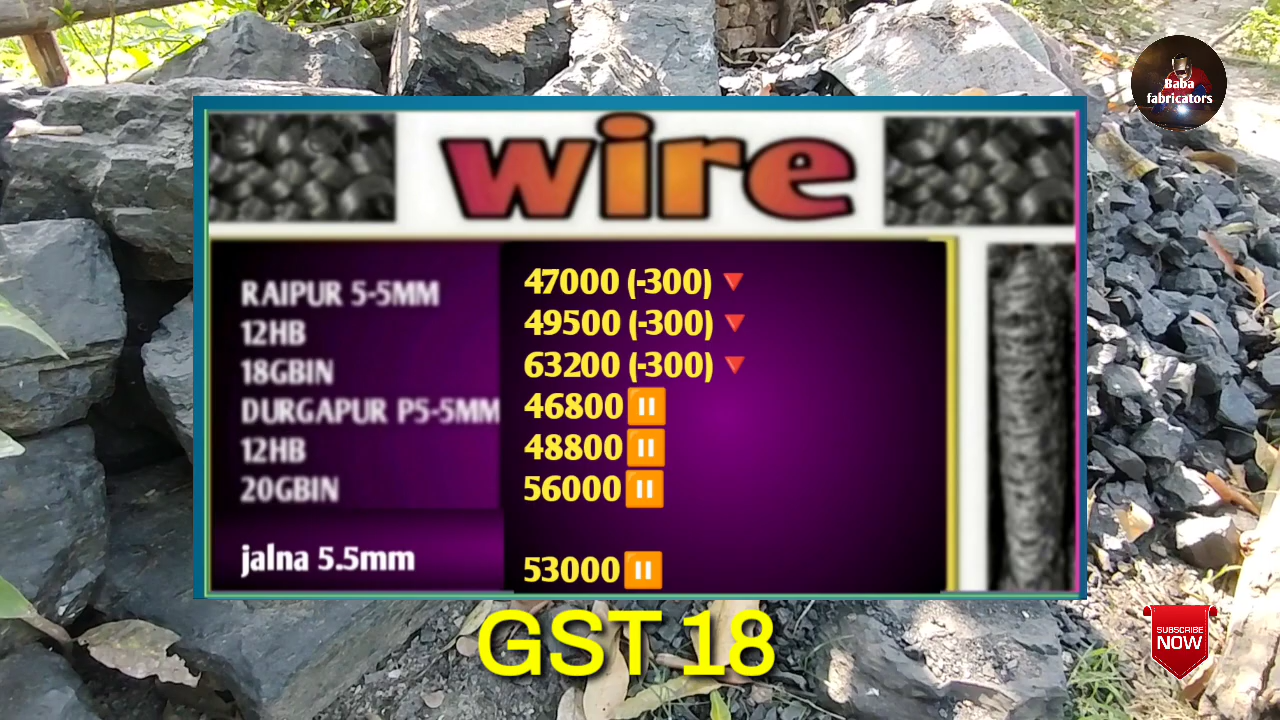 Baba
fabricators
wire
RAIPUR 5-5MM 47000 (-300)🔻
12HB 49500 (-300)🔻
18GBIN 63200 (-300)🔻
DURGAPUR P5-5MM 46800⏸
12HB 48800⏸
20GBIN 56000⏸
jalna 5.5mm 53000⏸
GST 18
SUBSCRIBE
NOW